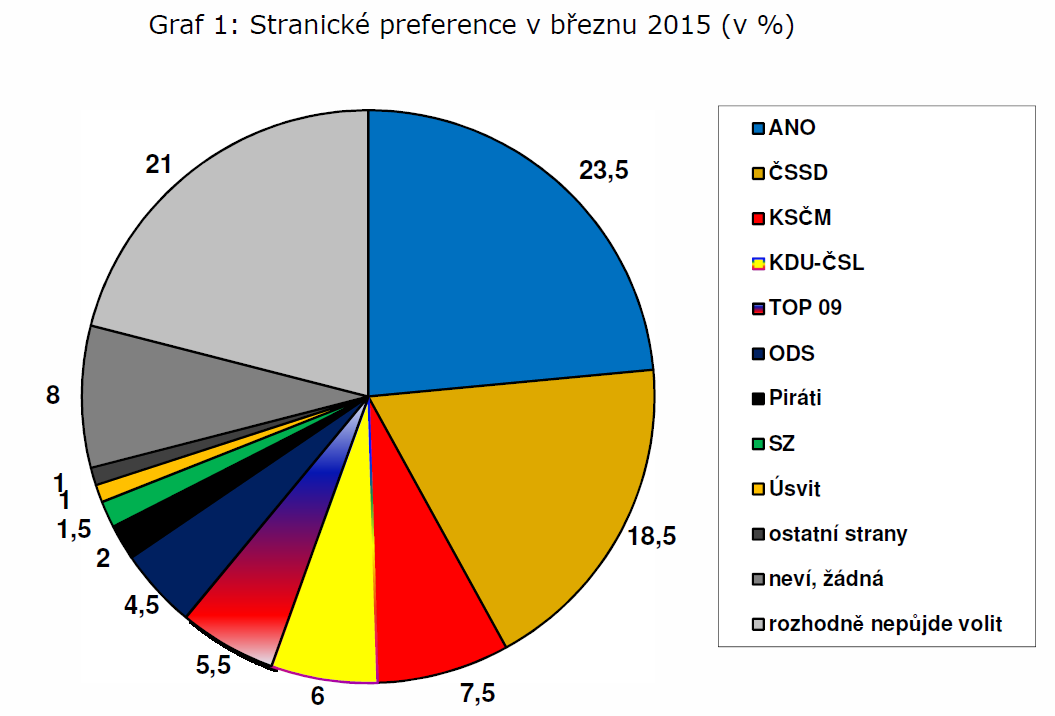 Graf 1: Stranické preference v březnu 2015 (v %)
23,5
18,5
7,5
6
5,5
4,5
2
1,5
1
1
8
21
ANO
ČSSD
KSČM
KDU-ČSL
TOP 09
ODS
Piráti
SZ
Úsvit
ostatní strany
neví, žádná
rozhodně nepůjde volit